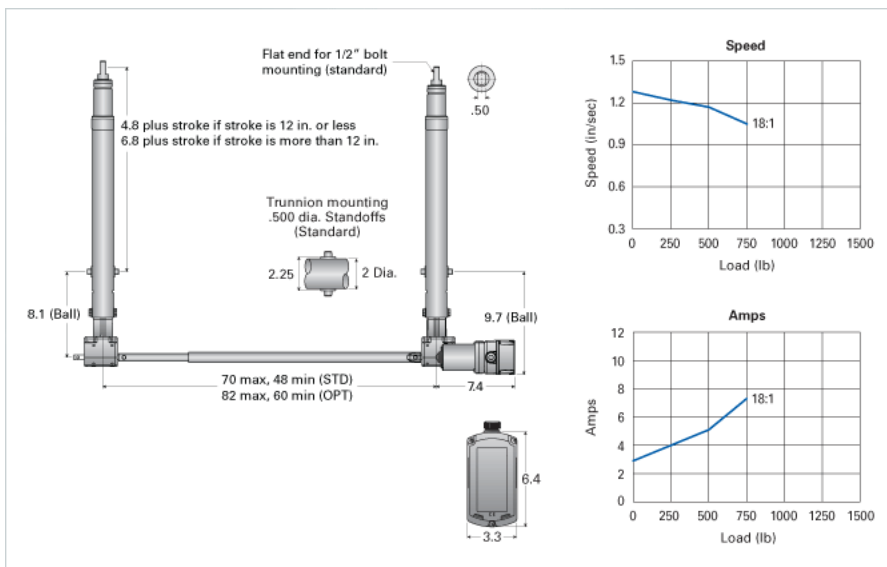 Flat end for 1/2" bolt
mounting (standard)
.50
4.8 plus stroke if stroke is 12 in. or less
6.8 plus stroke if stroke is more than 12 in.
Trunnion mounting
.500 dia. Standoffs
(Standard)
2.25
2 Dia.
8.1 (Ball)
9.7 (Ball)
70 max, 48 min (STD)
82 max, 60 min (OPT)
7.4
6.4
3.3
Speed
1.5
1.2
0.9
0.6
0.3
Speed (in/sec)
18:1
0 250 500 750 1000 1250 1500
Load (lb)
Amps
12
10
8
6
4
2
0
Amps
18:1
0 250 500 750 1000 1250 1500
Load (lb)